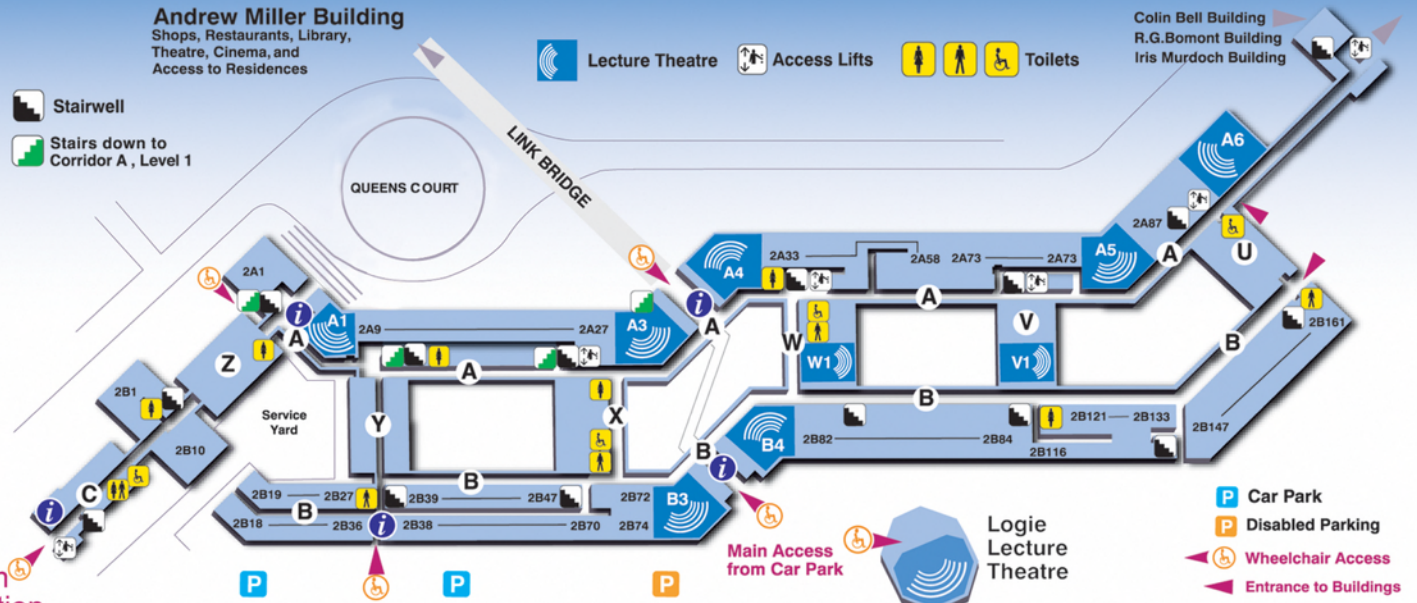 Andrew Miller Building
Shops, Restaurants, Library,
Theatre, Cinema, and
Access to Residences
Lecture Theatre
Access Lifts
Toilets
Colin Bell Building
R.G.Bomont Building
Iris Murdoch Building
Stairwell
Stairs down to
Corridor A , Level 1
QUEENS COURT
LINK BRIDGE
A6
2A87
A
U
2A1
i
A1
A
2A9
2A27
A3
i
A
A4
2A33
2A58
2A73
2A73
A5
A
W
W1
V
V1
B
2B161
Z
A
2B1
2B10
Service
Yard
Y
X
B
B4
2B82
2B84
2B121
2B133
2B116
2B147
C
i
B
B
i
2B19
2B27
2B39
2B47
2B72
B3
B
2B18
2B36
i
2B38
2B70
2B74
Main Access
from Car Park
Logie
Lecture
Theatre
P
P
P
P Car Park
P Disabled Parking
Wheelchair Access
Entrance to Buildings